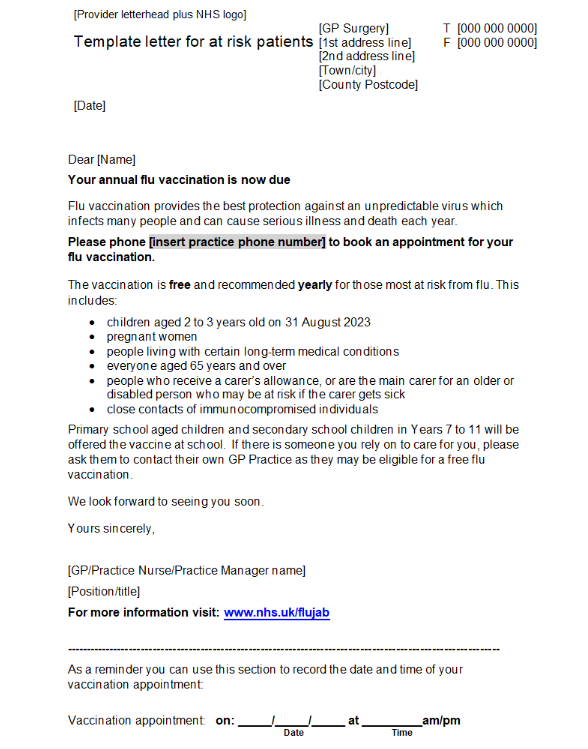 [Provider letterhead plus NHS logo]
[GP Surgery] T [000 000 0000]
Template letter for at risk patients [1st address line] F [000 000 0000]
[2nd address line]
[Town/city]
[County Postcode]
[Date]
Dear [Name]
Your annual flu vaccination is now due
Flu vaccination provides the best protection against an unpredictable virus which
infects many people and can cause serious illness and death each year.
Please phone [insert practice phone number] to book an appointment for your
flu vaccination.
The vaccination is free and recommended yearly for those most at risk from flu. This
includes:
• children aged 2 to 3 years old on 31 August 2023
• pregnant women
• people living with certain long-term medical conditions
• everyone aged 65 years and over
• people who receive a carer's allowance, or are the main carer for an older or
disabled person who may be at risk if the carer gets sick
• close contacts of immunocompromised individuals
Primary school aged children and secondary school children in Years 7 to 11 will be
offered the vaccine at school. If there is someone you rely on to care for you, please
ask them to contact their own GP Practice as they may be eligible for a free flu
vaccination.
We look forward to seeing you soon.
Yours sincerely,
[GP/Practice Nurse/Practice Manager name]
[Position/title]
For more information visit: www.nhs.uk/flujab
As a reminder you can use this section to record the date and time of your
vaccination appointment:
Vaccination appointment: on: _____/_____/_____ at _________am/pm
Date Time